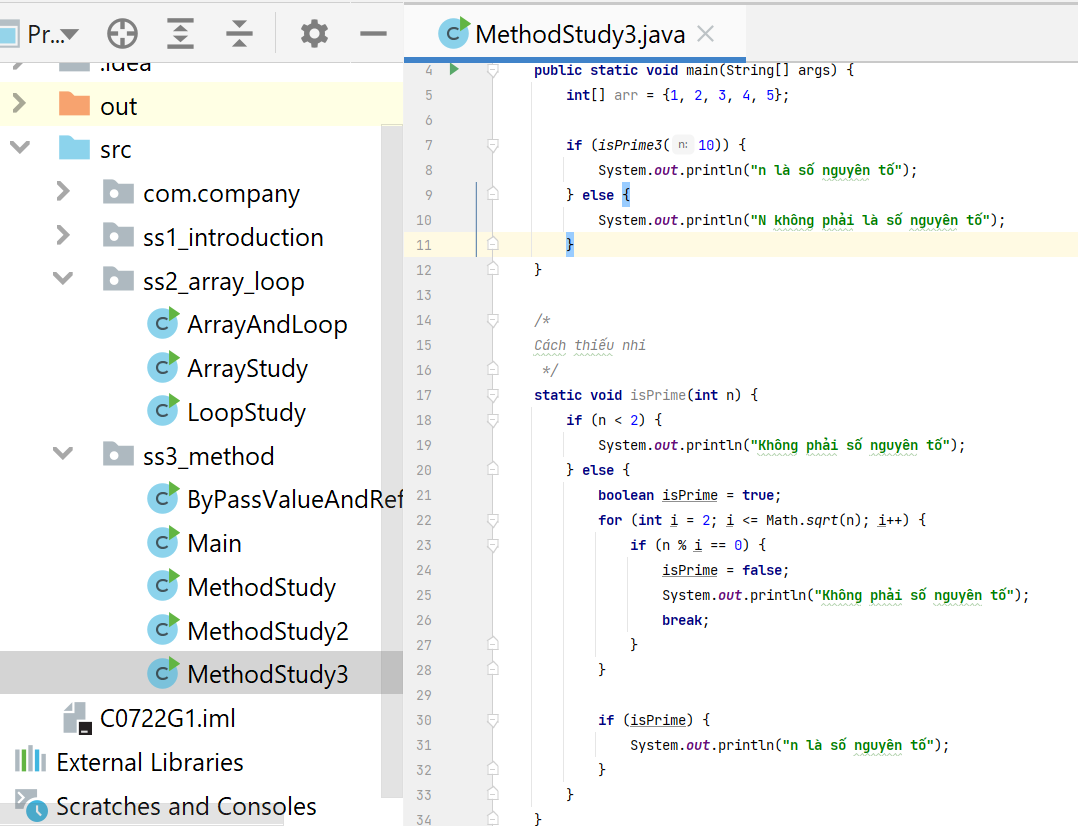 Pr...
.idea
out
src
com.company
ss1_introduction
ss2_array_loop
ArrayAndLoop
ArrayStudy
LoopStudy
ss3_method
ByPassValueAndRef
Main
MethodStudy
MethodStudy2
MethodStudy3
C0722G1.iml
External Libraries
Scratches and Consoles
MethodStudy3.java
4 public static void main(String[] args) {
5 int[] arr = {1, 2, 3, 4, 5};
6
7 if (isPrime3( n: 10)) {
8 System.out.println("n là số nguyên tố");
9 } else {
10 System.out.println("N không phải là số nguyên tố");
11 }
12 }
13
14 /*
15 Cách thiếu nhi
16 */
17 static void isPrime(int n) {
18 if (n < 2) {
19 System.out.println("Không phải số nguyên tố");
20 } else {
21 boolean isPrime = true;
22 for (int i = 2; i <= Math.sqrt(n); i++) {
23 if (n % i == 0) {
24 isPrime = false;
25 System.out.println("Không phải số nguyên tố");
26 break;
27 }
28 }
29
30 if (isPrime) {
31 System.out.println("n là số nguyên tố");
32 }
33 }
34 }